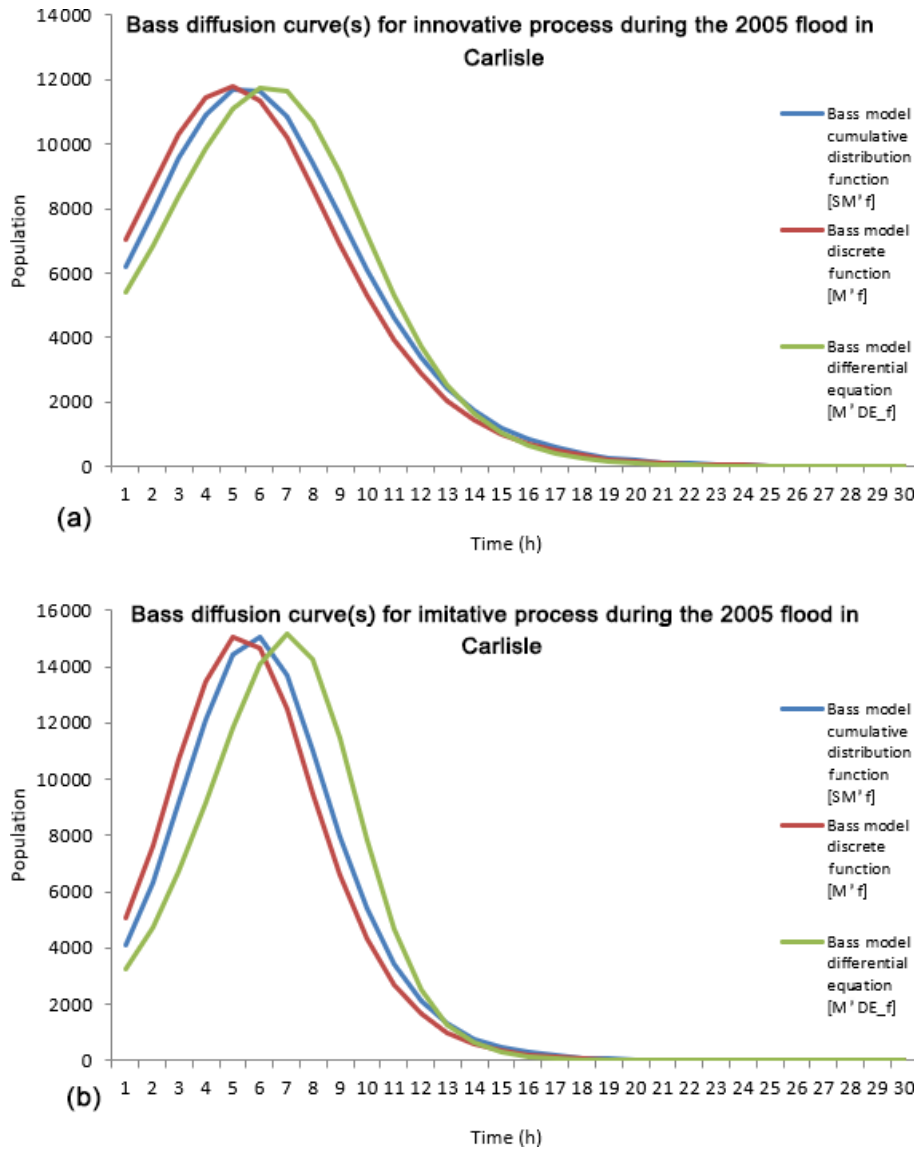 Bass diffusion curve(s) for innovative process during the 2005 flood in
Carlisle
14000
12000
10000
8000
6000
4000
2000
0
Population
Bass model
cumulative
distribution
function
[SM'f]
Bass model
discrete
function
[M'f]
Bass model
differential
equation
[M'DE_f]
1 2 3 4 5 6 7 8 9 10 11 12 13 14 15 16 17 18 19 20 21 22 23 24 25 26 27 28 29 30
(a)
Time (h)
Bass diffusion curve(s) for imitative process during the 2005 flood in
Carlisle
16000
14000
12000
10000
8000
6000
4000
2000
0
Population
Bass model
cumulative
distribution
function
[SM'f]
Bass model
discrete
function
[M'f]
Bass model
differential
equation
[M'DE_f]
1 2 3 4 5 6 7 8 9 10 11 12 13 14 15 16 17 18 19 20 21 22 23 24 25 26 27 28 29 30
(b)
Time (h)